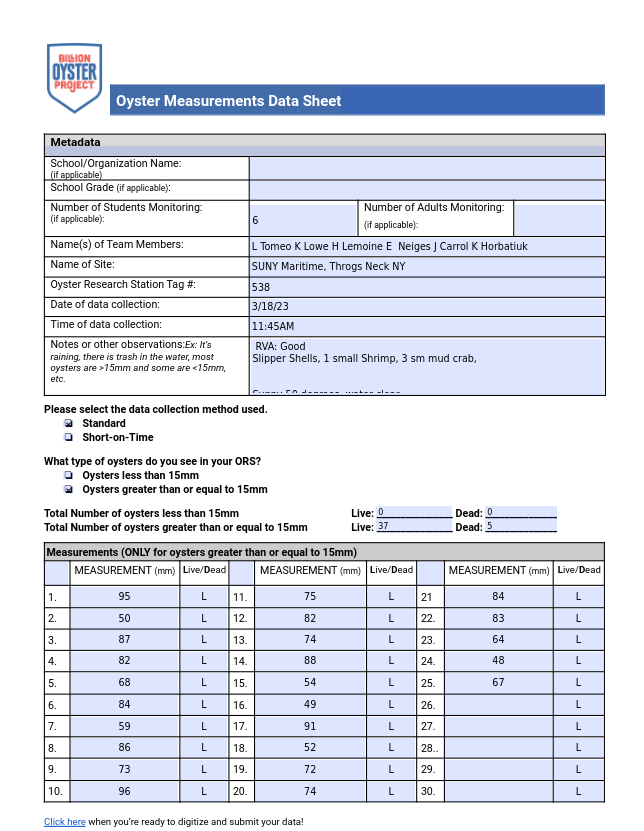 BILLION
OYSTER
PROJECT
Oyster Measurements Data Sheet
Metadata
School/Organization Name:
(if applicable)
School Grade (if applicable):
Number of Students Monitoring:
(if applicable):
6
Number of Adults Monitoring:
(if applicable):
Name(s) of Team Members: L Tomeo K Lowe H Lemoine E Neiges J Carrol K Horbatiuk
Name of Site: SUNY Maritime, Throgs Neck NY
Oyster Research Station Tag #: 538
Date of data collection: 3/18/23
Time of data collection: 11:45AM
Notes or other observations:Ex: It's
raining, there is trash in the water, most
oysters are >15mm and some are <15mm,
etc.
RVA: Good
Slipper Shells, 1 small Shrimp, 3 sm mud crab,
Sunny 50 degrees, water clear
Please select the data collection method used.
Standard
Short-on-Time
What type of oysters do you see in your ORS?
Oysters less than 15mm
Oysters greater than or equal to 15mm
Total Number of oysters less than 15mm Live: 0 Dead: 0
Total Number of oysters greater than or equal to 15mm Live: 37 Dead: 5
Measurements (ONLY for oysters greater than or equal to 15mm)
MEASUREMENT (mm) Live/Dead MEASUREMENT (mm) Live/Dead MEASUREMENT (mm) Live/Dead
1. 95 L 11. 75 L 21 84 L
2. 50 L 12. 82 L 22. 83 L
3. 87 L 13. 74 L 23. 64 L
4. 82 L 14. 88 L 24. 48 L
5. 68 L 15. 54 L 25. 67 L
6. 84 L 16. 49 L 26. L
7. 59 L 17. 91 L 27. L
8. 86 L 18. 52 L 28.. L
9. 73 L 19. 72 L 29. L
10. 96 L 20. 74 L 30. L
Click here when you're ready to digitize and submit your data!